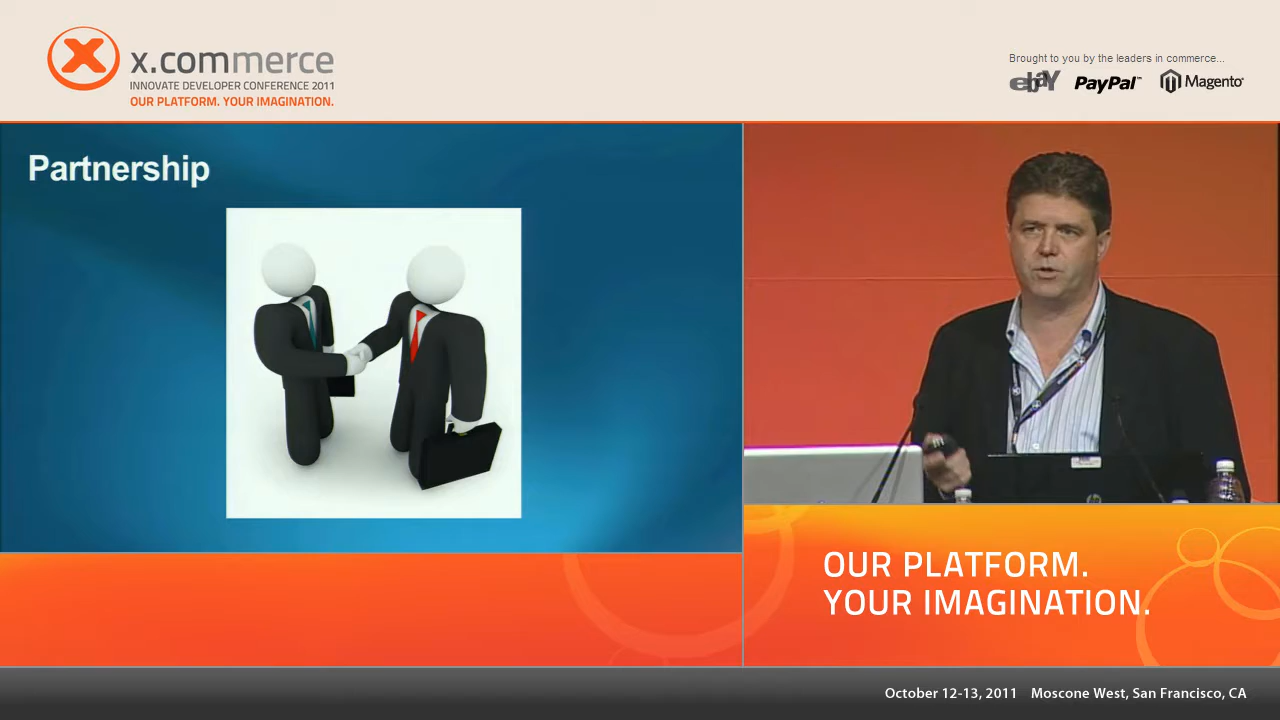 x.commerce
INNOVATE DEVELOPER CONFERENCE 2011
OUR PLATFORM. YOUR IMAGINATION.
Brought to you by the leaders in commerce...
ebaY PayPal™ Magento®
Partnership
OUR PLATFORM.
YOUR IMAGINATION.
October 12-13, 2011 Moscone West, San Francisco, CA